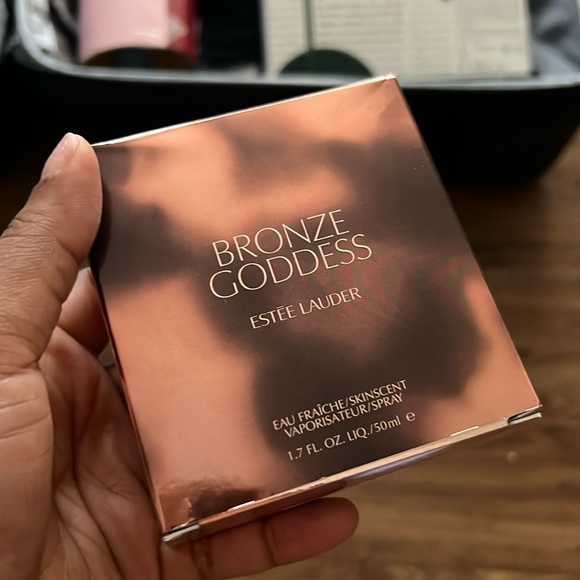 BRONZE
GODDESS
ESTĒE LAUDER
EAU FRAÎCHE/SKINSCENT
VAPORISATEUR/SPRAY
1.7 FL. OZ. LIQ./50ml ℮